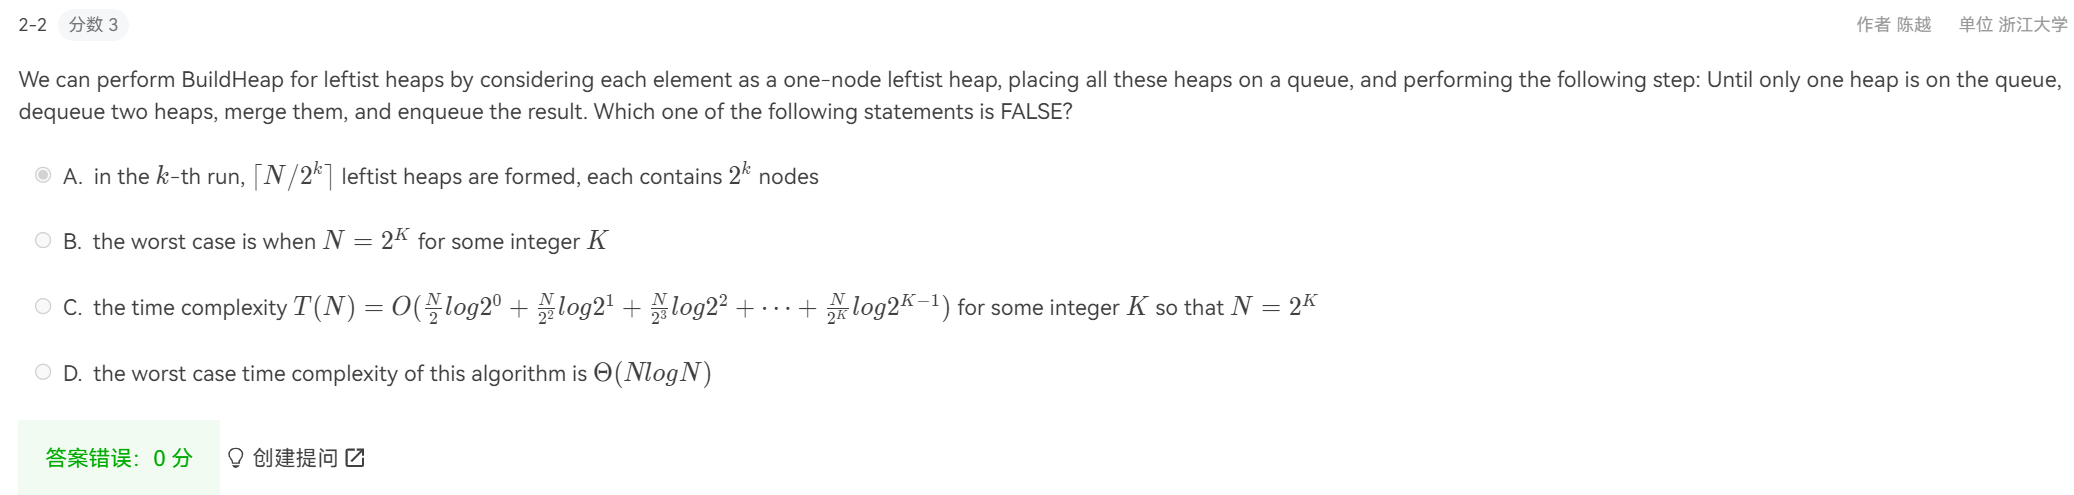 2-2 分数 3 作者 陈越 单位 浙江大学
We can perform BuildHeap for leftist heaps by considering each element as a one-node leftist heap, placing all these heaps on a queue, and performing the following step: Until only one heap is on the queue,
dequeue two heaps, merge them, and enqueue the result. Which one of the following statements is FALSE?
A. in the k-th run, ⌈N/2^k⌉ leftist heaps are formed, each contains 2^k nodes
B. the worst case is when N = 2^K for some integer K
C. the time complexity T(N) = O(\frac{N}{2}log2^0 + \frac{N}{2^2}log2^1 + \frac{N}{2^3}log2^2 + ⋯ + \frac{N}{2^K}log2^{K−1}) for some integer K so that N = 2^K
D. the worst case time complexity of this algorithm is Θ(NlogN)
答案错误：0 分 创建提问